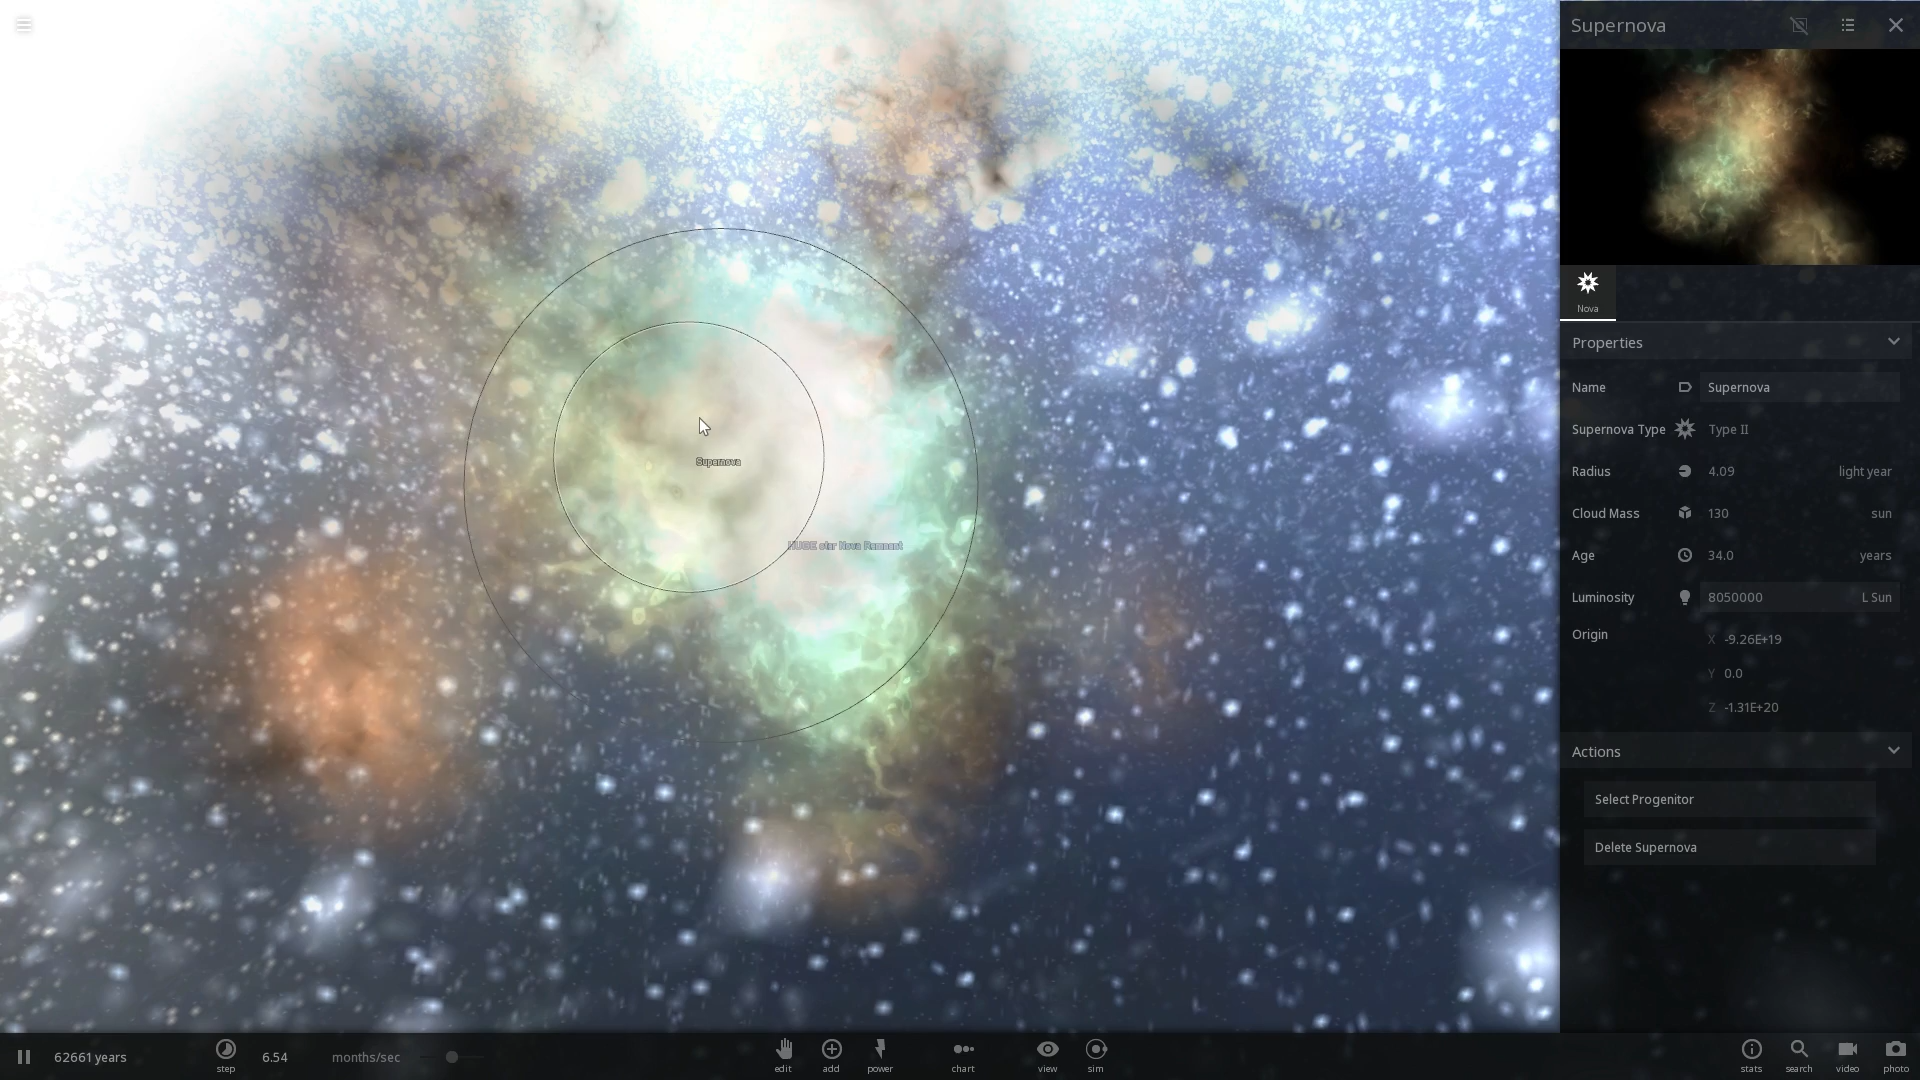 Supernova
Nova
Properties
Name Supernova
Supernova Type Type II
Radius 4.09 light year
Cloud Mass 130 sun
Age 34.0 years
Luminosity 8050000 L Sun
Origin
X -9.26E+19
Y 0.0
Z -1.31E+20
Actions
Select Progenitor
Delete Supernova
Supernova
HUGE star Nova Remnant
62661 years
step
6.54 months/sec
edit
add
power
chart
view
sim
stats
search
video
photo